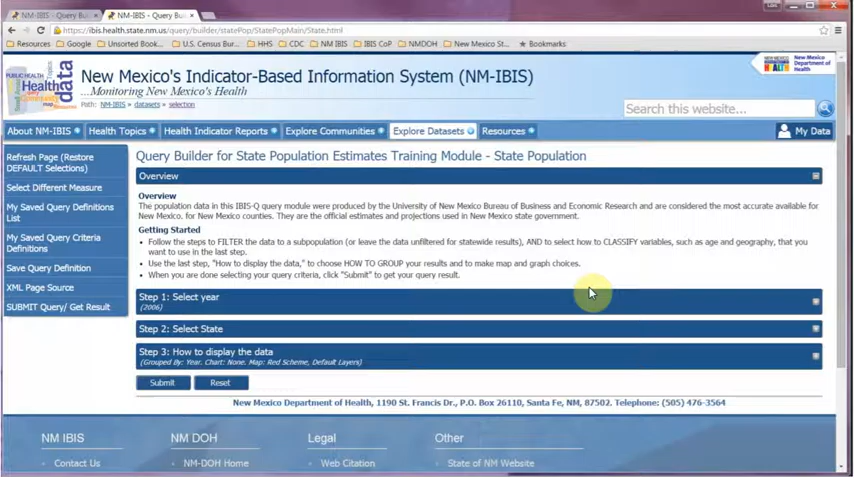 NM-IBIS - Query Builder f
NM-IBIS - Query Builder f
https://ibis.health.state.nm.us/query/builder/statePop/StatePopMain/State.html
Resources Google Unsorted Book... U.S. Census Bur... HHS CDC NM IBIS IBIS CoP NMDOH New Mexico St... Bookmarks
PUBLIC HEALTH
Health
Community
data
Topics
New Mexico's Indicator-Based Information System (NM-IBIS)
...Monitoring New Mexico's Health
Path: NM-IBIS > datasets > selection
New Mexico
Department of
Health
Search this website...
About NM-IBIS Health Topics Health Indicator Reports Explore Communities Explore Datasets Resources My Data
Refresh Page (Restore
DEFAULT Selections)
Select Different Measure
My Saved Query Definitions
List
My Saved Query Criteria
Definitions
Save Query Definition
XML Page Source
SUBMIT Query/ Get Result
Query Builder for State Population Estimates Training Module - State Population
Overview
Overview
The population data in this IBIS-Q query module were produced by the University of New Mexico Bureau of Business and Economic Research and are considered the most accurate available for
New Mexico. for New Mexico counties. They are the official estimates and projections used in New Mexico state government.
Getting Started
• Follow the steps to FILTER the data to a subpopulation (or leave the data unfiltered for statewide results), AND to select how to CLASSIFY variables, such as age and geography, that you
want to use in the last step.
• Use the last step, "How to display the data," to choose HOW TO GROUP your results and to make map and graph choices.
• When you are done selecting your query criteria, click "Submit" to get your query result.
Step 1: Select year
(2006)
Step 2: Select State
Step 3: How to display the data
(Grouped By: Year. Chart: None. Map: Red Scheme, Default Layers)
Submit Reset
New Mexico Department of Health, 1190 St. Francis Dr., P.O. Box 26110, Santa Fe, NM, 87502. Telephone: (505) 476-3564
NM IBIS NM DOH Legal Other
Contact Us NM-DOH Home Web Citation State of NM Website